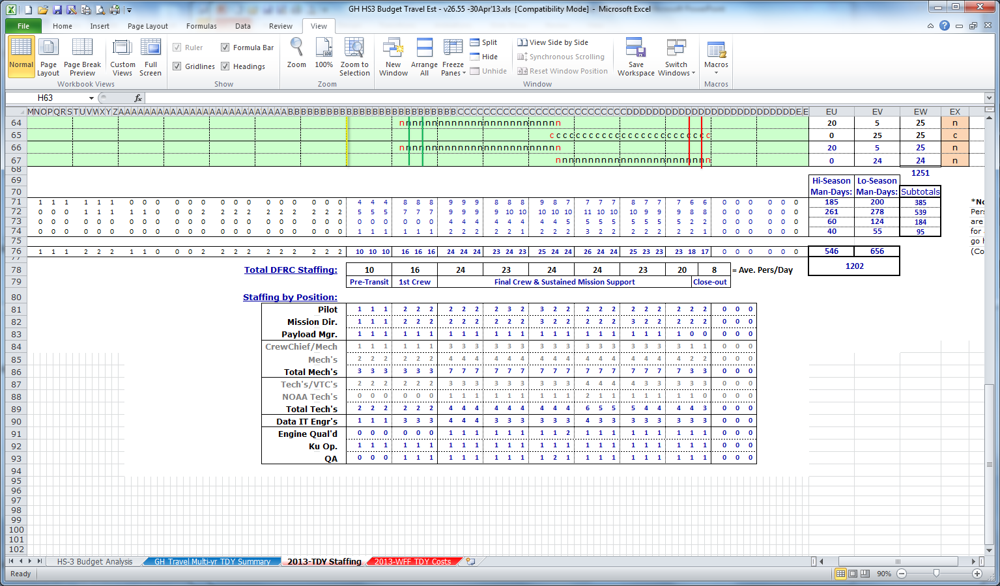 GH HS3 Budget Travel Est - v26.55 -30Apr'13.xls [Compatibility Mode] - Microsoft Excel
File Home Insert Page Layout Formulas Data Review View
Normal Page Layout Page Break Preview Custom Views Full Screen
Ruler Formula Bar
Gridlines Headings
Zoom 100% Zoom to Selection
New Window Arrange All Freeze Panes
Split
Hide
Unhide
View Side by Side
Synchronous Scrolling
Reset Window Position
Save Workspace Switch Windows Macros
Workbook Views Show Zoom Window Macros
H63 fx
EU EV EW EX
64 20 5 25 n
65 0 25 25 c
66 20 5 25 n
67 0 24 24 n
68 1251
69 Hi-Season Lo-Season
70 Man-Days: Man-Days: Subtotals
71 1 1 1 1 1 1 0 0 0 0 0 0 0 0 0 0 0 0 0 0 0 4 4 4 8 8 8 9 9 9 8 8 8 9 8 7 7 7 7 8 7 7 7 6 6 0 0 0 0 0 0 185 200 385 *No
72 0 0 0 1 1 1 1 1 0 0 0 2 2 2 2 2 2 2 2 2 2 5 5 5 7 7 7 9 9 9 9 10 10 10 10 10 11 10 10 10 9 9 9 8 8 0 0 0 0 0 0 261 278 539 Pers
73 0 0 0 0 0 0 0 0 0 0 0 0 0 0 0 0 0 0 0 0 0 0 0 0 0 0 0 4 4 4 4 4 4 4 4 5 5 5 5 5 5 5 5 2 2 0 0 0 0 0 0 60 124 184 are
74 0 0 0 0 0 0 0 0 0 0 0 0 0 0 0 0 0 0 0 0 0 1 1 1 1 1 1 2 2 2 2 2 1 2 2 2 3 2 2 2 2 2 2 2 1 0 0 0 0 0 0 40 55 95 for
75 go
76 1 1 1 2 2 2 1 1 0 0 0 2 2 2 2 2 2 2 2 2 2 10 10 10 16 16 16 24 24 24 23 24 23 25 24 24 26 24 24 25 23 23 23 18 17 0 0 0 0 0 0 546 656 (Co
77
78 Total DFRC Staffing: 10 16 24 23 24 24 23 20 8 = Ave. Pers/Day 1202
79 Pre-Transit 1st Crew Final Crew & Sustained Mission Support Close-out
80 Staffing by Position:
81 Pilot 1 1 1 2 2 2 2 2 2 2 3 2 3 2 2 2 2 2 2 2 2 2 2 2 0 0 0
82 Mission Dir. 1 1 1 2 2 2 2 2 2 2 2 2 3 2 2 2 2 2 3 2 2 2 2 2 0 0 0
83 Payload Mgr. 1 1 1 1 1 1 1 1 1 1 1 1 1 1 1 1 1 1 1 1 1 1 0 0 0 0 0
84 CrewChief/Mech 1 1 1 1 1 1 3 3 3 3 3 3 3 3 3 3 3 3 3 3 3 3 1 1 0 0 0
85 Mech's 2 2 2 2 2 2 4 4 4 4 4 4 4 4 4 4 4 4 4 4 4 4 2 2 0 0 0
86 Total Mech's 3 3 3 3 3 3 7 7 7 7 7 7 7 7 7 7 7 7 7 7 7 7 3 3 0 0 0
87 Tech's/VTC's 2 2 2 2 2 2 3 3 3 3 3 3 3 3 3 4 4 4 4 3 3 3 3 3 0 0 0
88 NOAA Tech's 0 0 0 0 0 0 1 1 1 1 1 1 1 1 1 2 1 1 1 1 1 1 1 0 0 0 0
89 Total Tech's 2 2 2 2 2 2 4 4 4 4 4 4 4 4 4 6 5 5 5 4 4 4 4 3 0 0 0
90 Data IT Engr's 1 1 1 3 3 3 4 4 4 3 3 3 3 3 3 4 3 3 3 3 3 3 3 3 0 0 0
91 Engine Qual'd 0 0 0 0 0 0 1 1 1 1 1 1 1 1 2 1 1 1 1 1 1 1 1 1 0 0 0
92 Ku Op. 1 1 1 1 1 1 1 1 1 1 1 1 1 1 1 1 1 1 1 1 1 1 1 1 0 0 0
93 QA 0 0 0 1 1 1 1 1 1 1 1 1 1 2 1 1 1 1 1 1 1 1 1 1 0 0 0
94
95
96
97
98
99
100
101
102
HS-3 Budget Analysis GH Travel Multi-yr TDY Summary 2013-TDY Staffing 2013-WFF TDY Costs
Ready 90%